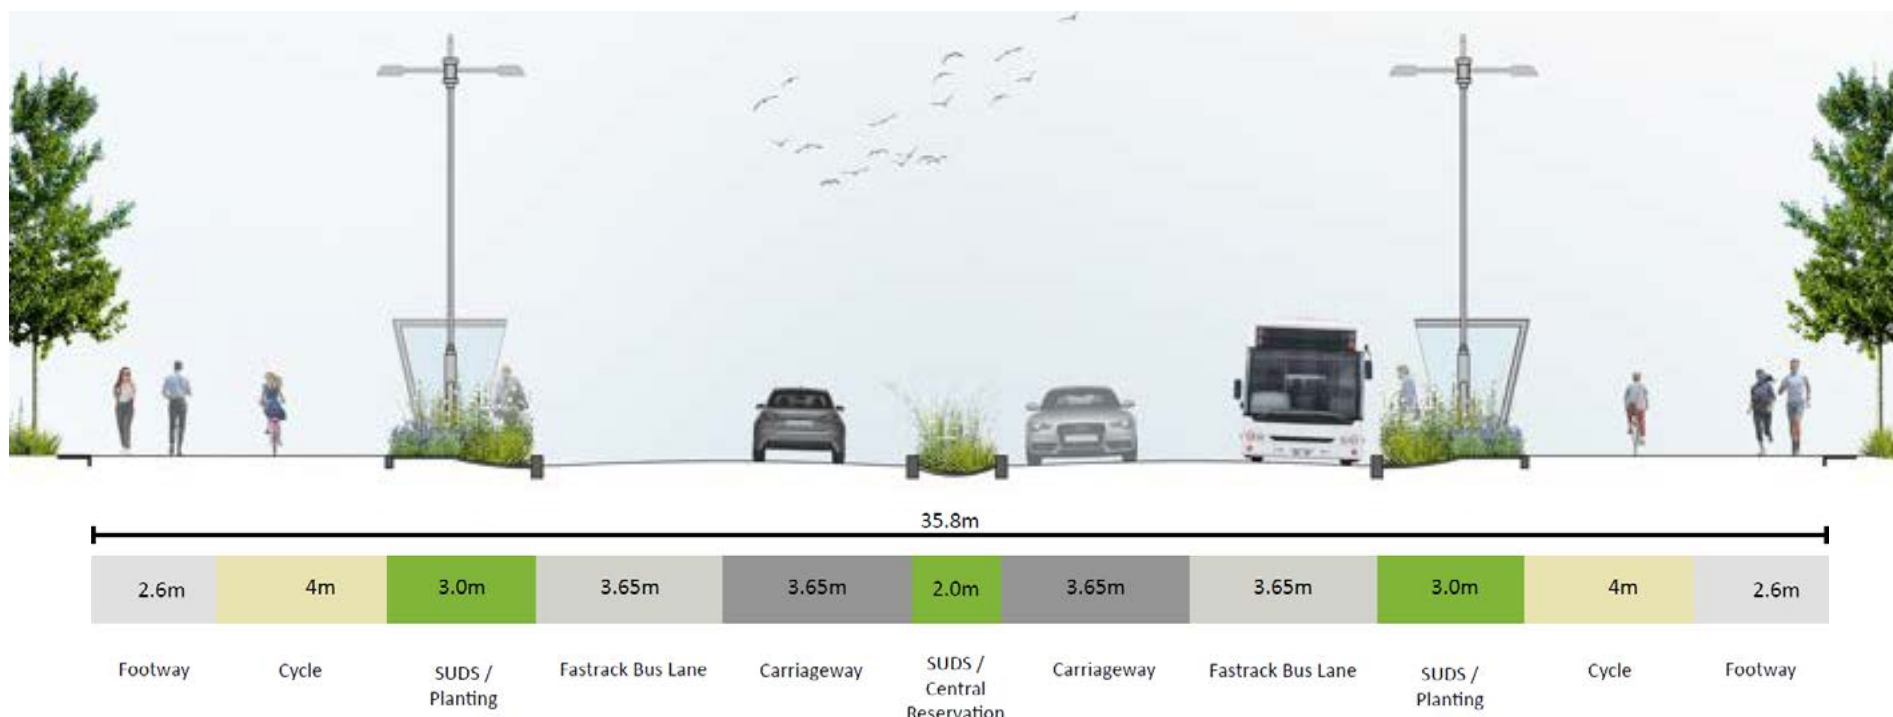 35.8m
2.6m 4m 3.0m 3.65m 3.65m 2.0m 3.65m 3.65m 3.0m 4m 2.6m
Footway Cycle SUDS / Planting Fastrack Bus Lane Carriageway SUDS / Central Reservation Carriageway Fastrack Bus Lane SUDS / Planting Cycle Footway